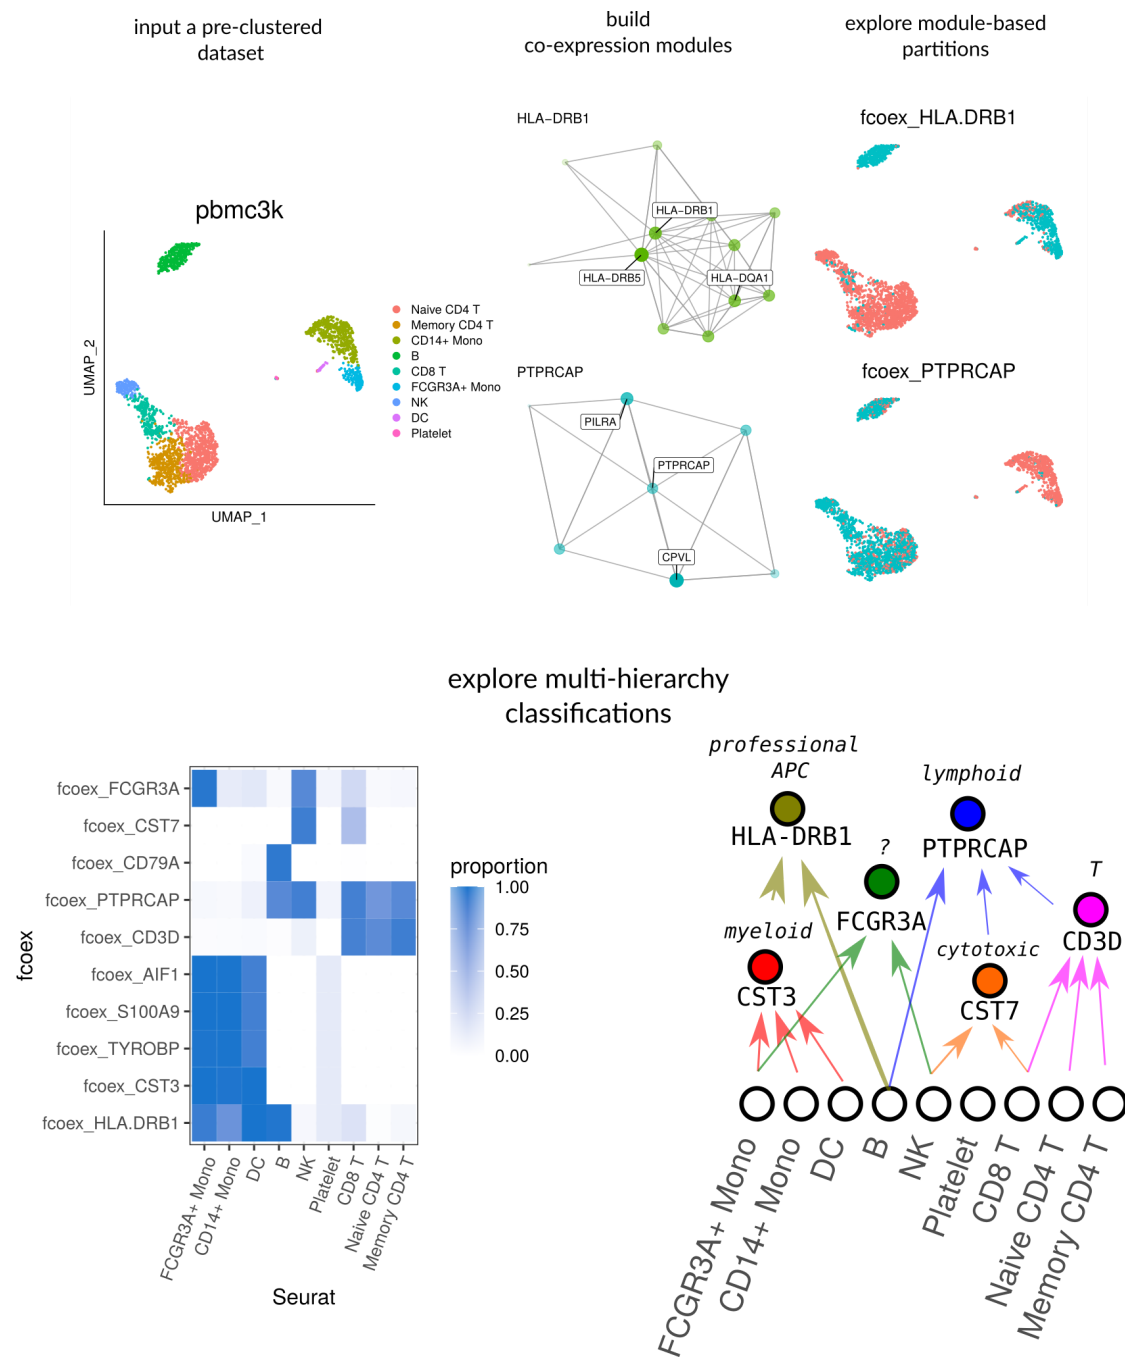 input a pre-clustered
dataset
build
co-expression modules
explore module-based
partitions
pbmc3k
UMAP_2
UMAP_1
Naive CD4 T
Memory CD4 T
CD14+ Mono
B
CD8 T
FCGR3A+ Mono
NK
DC
Platelet
HLA−DRB1
HLA−DRB1
HLA−DRB5
HLA−DQA1
PTPRCAP
PILRA
PTPRCAP
CPVL
fcoex_HLA.DRB1
fcoex_PTPRCAP
explore multi-hierarchy
classifications
fcoex
fcoex_FCGR3A
fcoex_CST7
fcoex_CD79A
fcoex_PTPRCAP
fcoex_CD3D
fcoex_AIF1
fcoex_S100A9
fcoex_TYROBP
fcoex_CST3
fcoex_HLA.DRB1
FCGR3A+ Mono
CD14+ Mono
DC
B
NK
Platelet
CD8 T
Naive CD4 T
Memory CD4 T
Seurat
proportion
1.00
0.75
0.50
0.25
0.00
professional
APC
HLA-DRB1
lymphoid
PTPRCAP
?
FCGR3A
T
CD3D
myeloid
CST3
cytotoxic
CST7
FCGR3A+ Mono
CD14+ Mono
DC
B
NK
Platelet
CD8 T
Naive CD4 T
Memory CD4 T